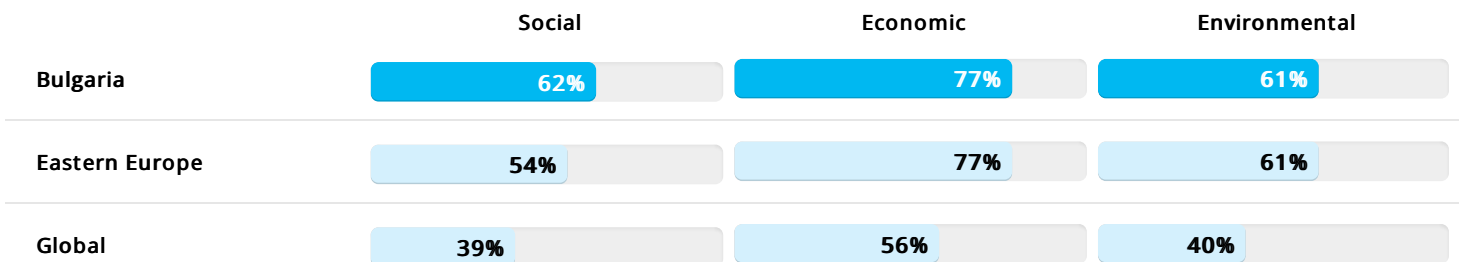 Social Economic Environmental
Bulgaria 62% 77% 61%
Eastern Europe 54% 77% 61%
Global 39% 56% 40%